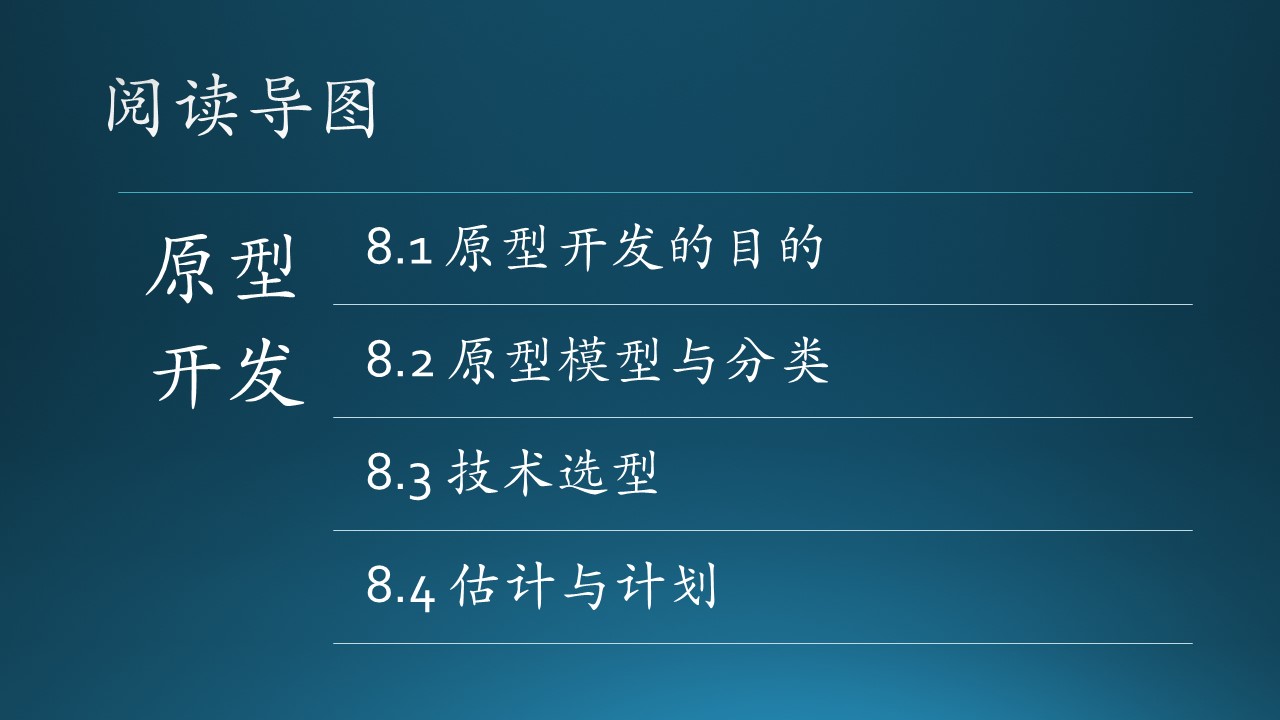 阅读导图
原型
开发
8.1 原型开发的目的
8.2 原型模型与分类
8.3 技术选型
8.4 估计与计划